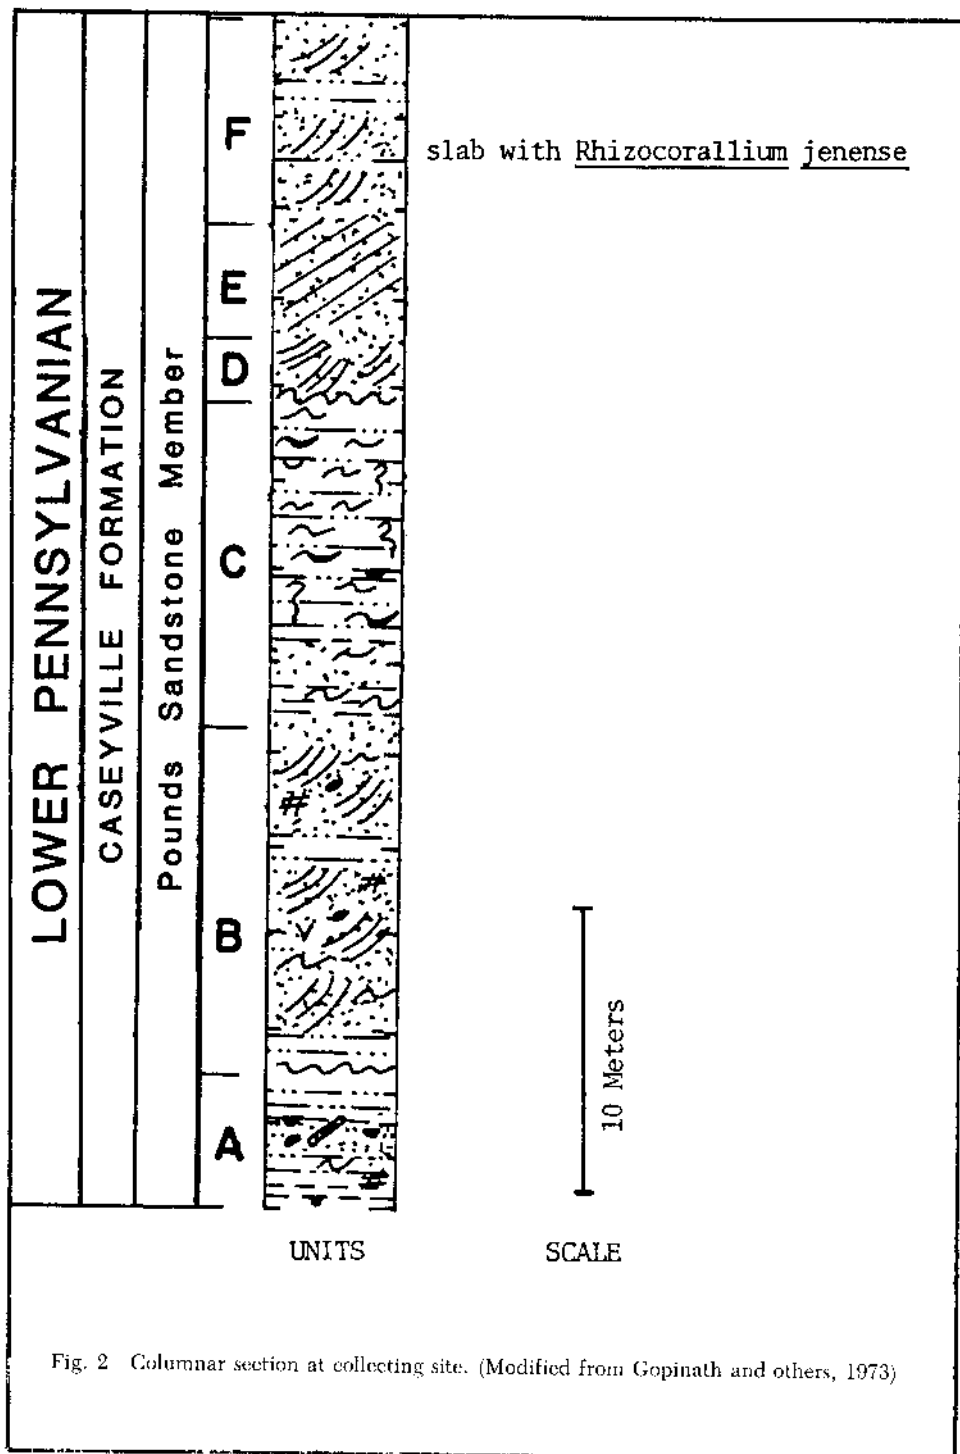 LOWER PENNSYLVANIAN
CASEYVILLE FORMATION
Pounds Sandstone Member
F
E
D
C
B
A
slab with Rhizocorallium jenense
10 Meters
UNITS
SCALE
Fig. 2 Columnar section at collecting site. (Modified from Gopinath and others, 1973)